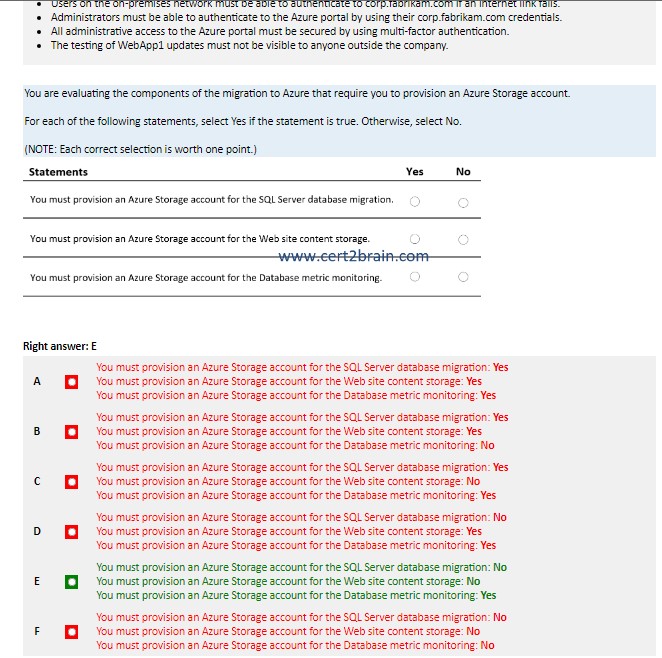 Users on the on-premises network must be able to authenticate to corp.fabrikam.com if an Internet link fails.
• Administrators must be able to authenticate to the Azure portal by using their corp.fabrikam.com credentials.
• All administrative access to the Azure portal must be secured by using multi-factor authentication.
• The testing of WebApp1 updates must not be visible to anyone outside the company.
You are evaluating the components of the migration to Azure that require you to provision an Azure Storage account.
For each of the following statements, select Yes if the statement is true. Otherwise, select No.
(NOTE: Each correct selection is worth one point.)
Statements Yes No
You must provision an Azure Storage account for the SQL Server database migration.
You must provision an Azure Storage account for the Web site content storage.
www.cert2brain.com
You must provision an Azure Storage account for the Database metric monitoring.
Right answer: E
You must provision an Azure Storage account for the SQL Server database migration: Yes
A You must provision an Azure Storage account for the Web site content storage: Yes
You must provision an Azure Storage account for the Database metric monitoring: Yes
You must provision an Azure Storage account for the SQL Server database migration: Yes
B You must provision an Azure Storage account for the Web site content storage: Yes
You must provision an Azure Storage account for the Database metric monitoring: No
You must provision an Azure Storage account for the SQL Server database migration: Yes
C You must provision an Azure Storage account for the Web site content storage: No
You must provision an Azure Storage account for the Database metric monitoring: Yes
You must provision an Azure Storage account for the SQL Server database migration: No
D You must provision an Azure Storage account for the Web site content storage: Yes
You must provision an Azure Storage account for the Database metric monitoring: Yes
You must provision an Azure Storage account for the SQL Server database migration: No
E You must provision an Azure Storage account for the Web site content storage: No
You must provision an Azure Storage account for the Database metric monitoring: Yes
You must provision an Azure Storage account for the SQL Server database migration: No
F You must provision an Azure Storage account for the Web site content storage: No
You must provision an Azure Storage account for the Database metric monitoring: No